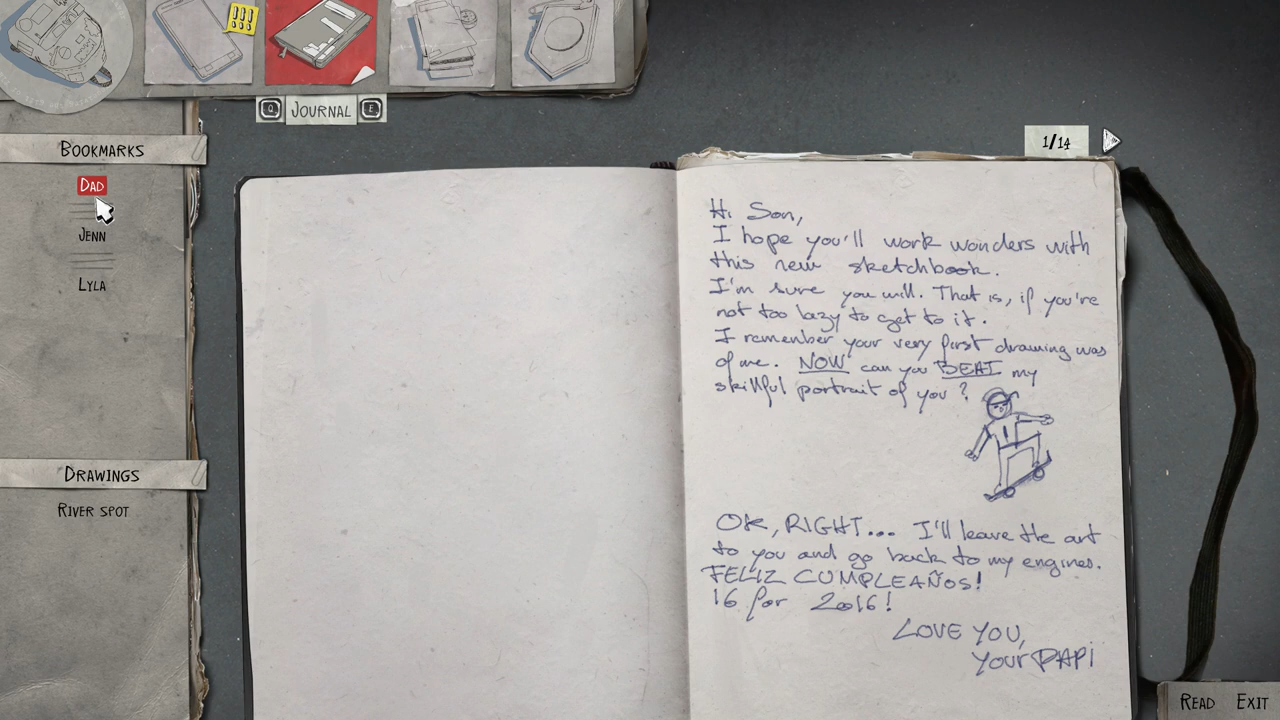 Q JOURNAL E
BOOKMARKS
DAD
JENN
LYLA
DRAWINGS
RIVER SPOT
1/14
Hi Son,
I hope you'll work wonders with
this new sketchbook.
I'm sure you will. That is, if you're
not too lazy to get to it.
I remember your very first drawing was
of me. NOW can you BEAT my
skillful portrait of you?
OK, RIGHT... I'll leave the art
to you and go back to my engines.
FELIZ CUMPLEAÑOS!
16 for 2016!
LOVE YOU,
Your PAPI
READ EXIT